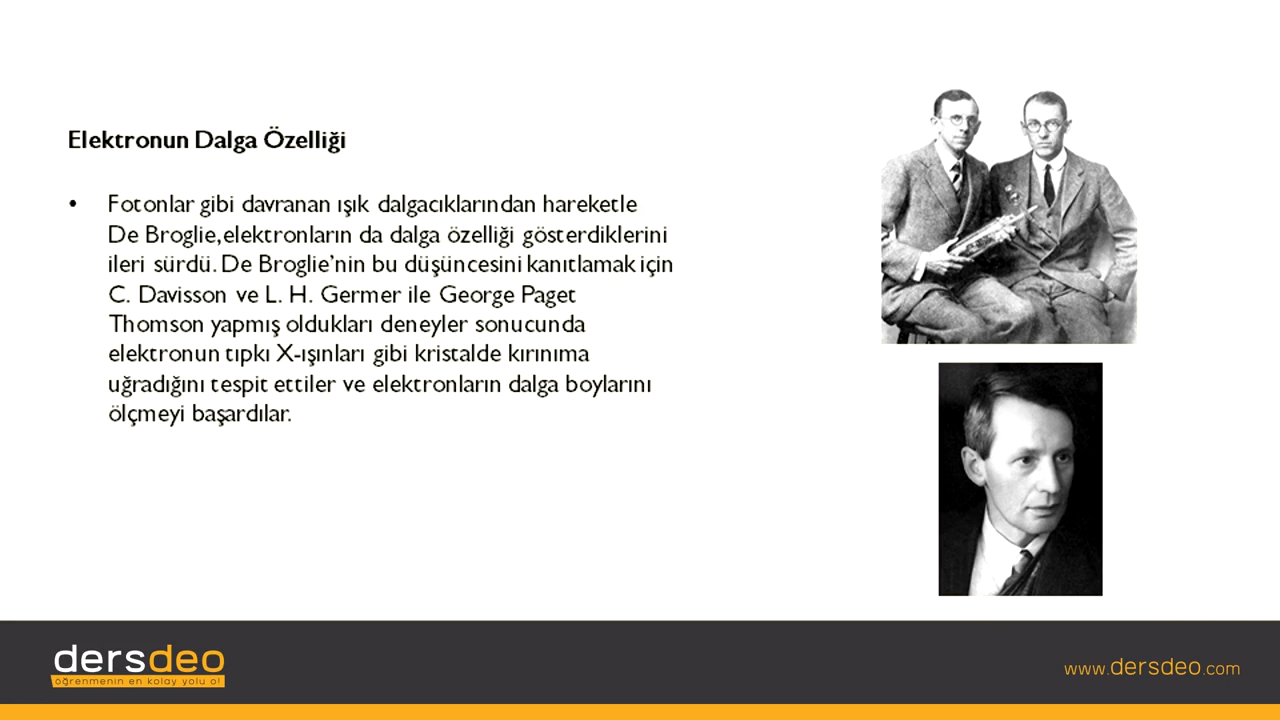 Elektronun Dalga Özelliği
• Fotonlar gibi davranan ışık dalgacıklarından hareketle
De Broglie,elektronların da dalga özelliği gösterdiklerini
ileri sürdü. De Broglie'nin bu düşüncesini kanıtlamak için
C. Davisson ve L. H. Germer ile George Paget
Thomson yapmış oldukları deneyler sonucunda
elektronun tıpkı X-ışınları gibi kristalde kırınıma
uğradığını tespit ettiler ve elektronların dalga boylarını
ölçmeyi başardılar.
dersdeo
öğrenmenin en kolay yolu o!
www.dersdeo.com